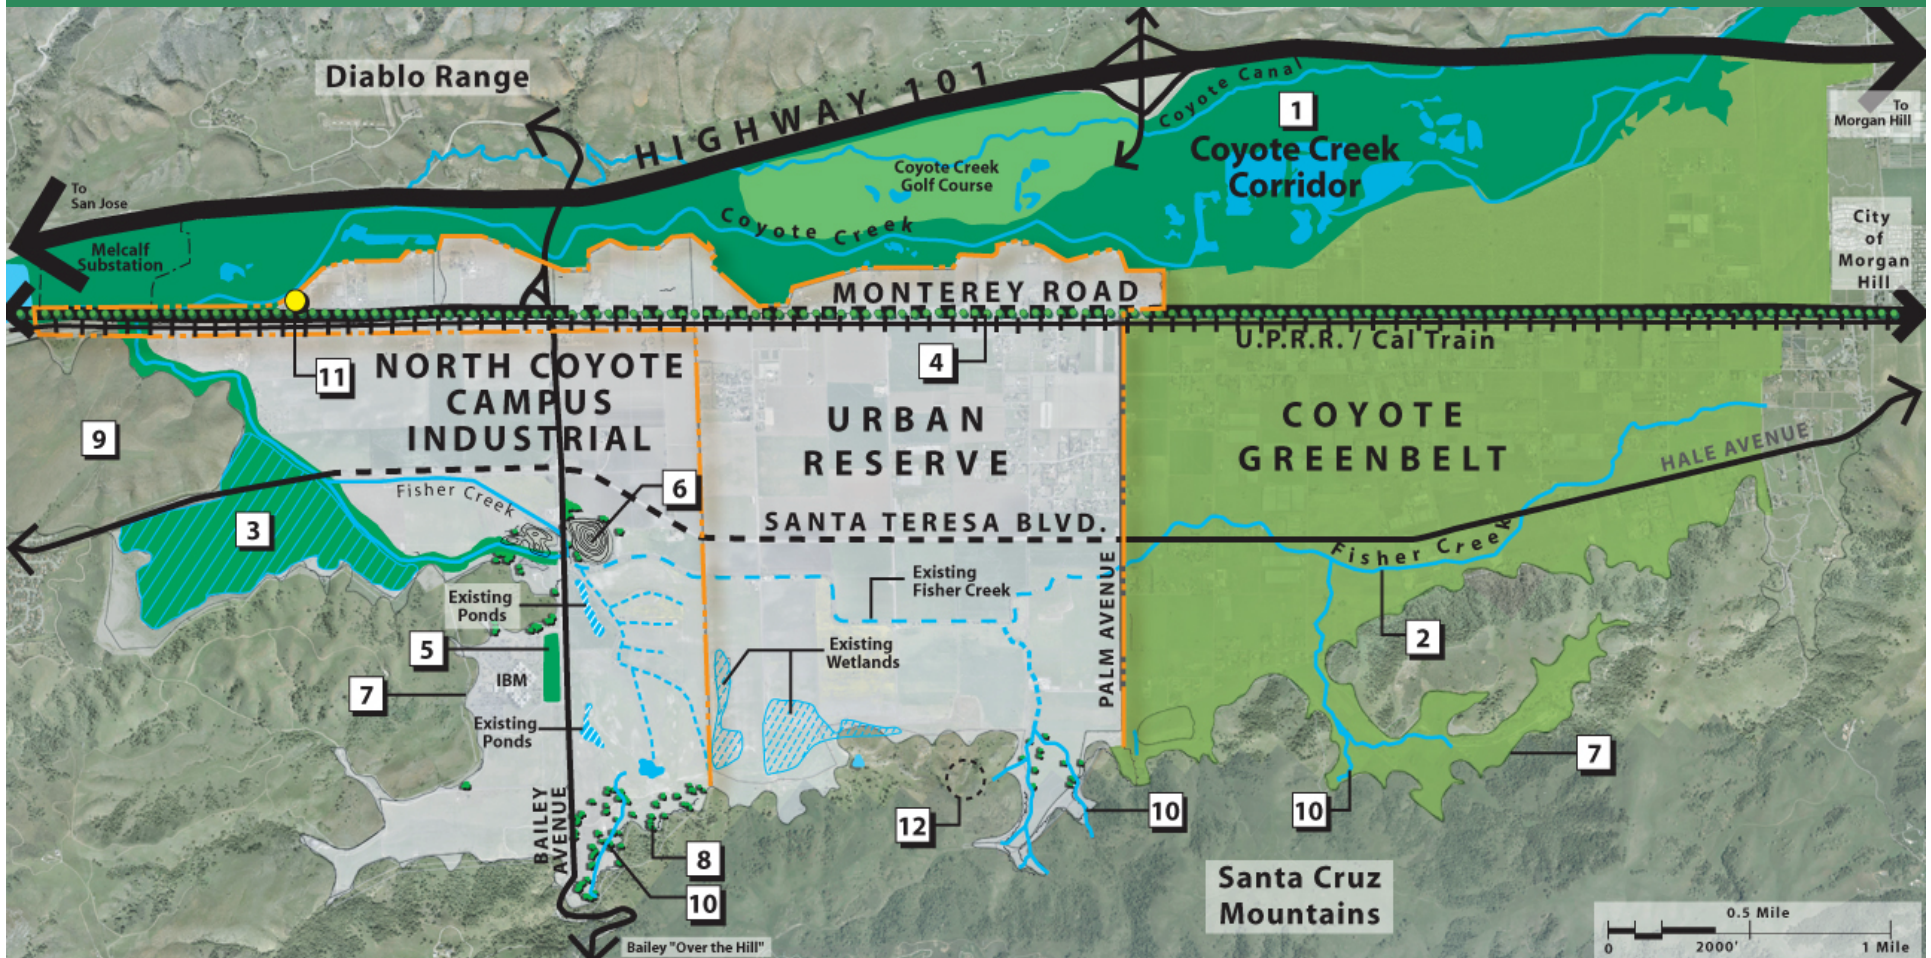 Diablo Range
HIGHWAY 101
Coyote Canal
1
Coyote Creek
Corridor
To
Morgan Hill
To
San Jose
Coyote Creek
Golf Course
Coyote Creek
Melcalf
Substation
City
of
Morgan
Hill
MONTEREY ROAD
U.P.R.R. / Cal Train
11
4
NORTH COYOTE
CAMPUS
INDUSTRIAL
URBAN
RESERVE
COYOTE
GREENBELT
HALE AVENUE
9
Fisher Creek
6
3
SANTA TERESA BLVD.
Fisher Creek
Existing
Ponds
Existing
Fisher Creek
PALM AVENUE
2
5
Existing
Wetlands
IBM
7
Existing
Ponds
7
BAILEY
AVENUE
12
10
10
8
10
Santa Cruz
Mountains
Bailey "Over the Hill"
0.5 Mile
0
2000'
1 Mile